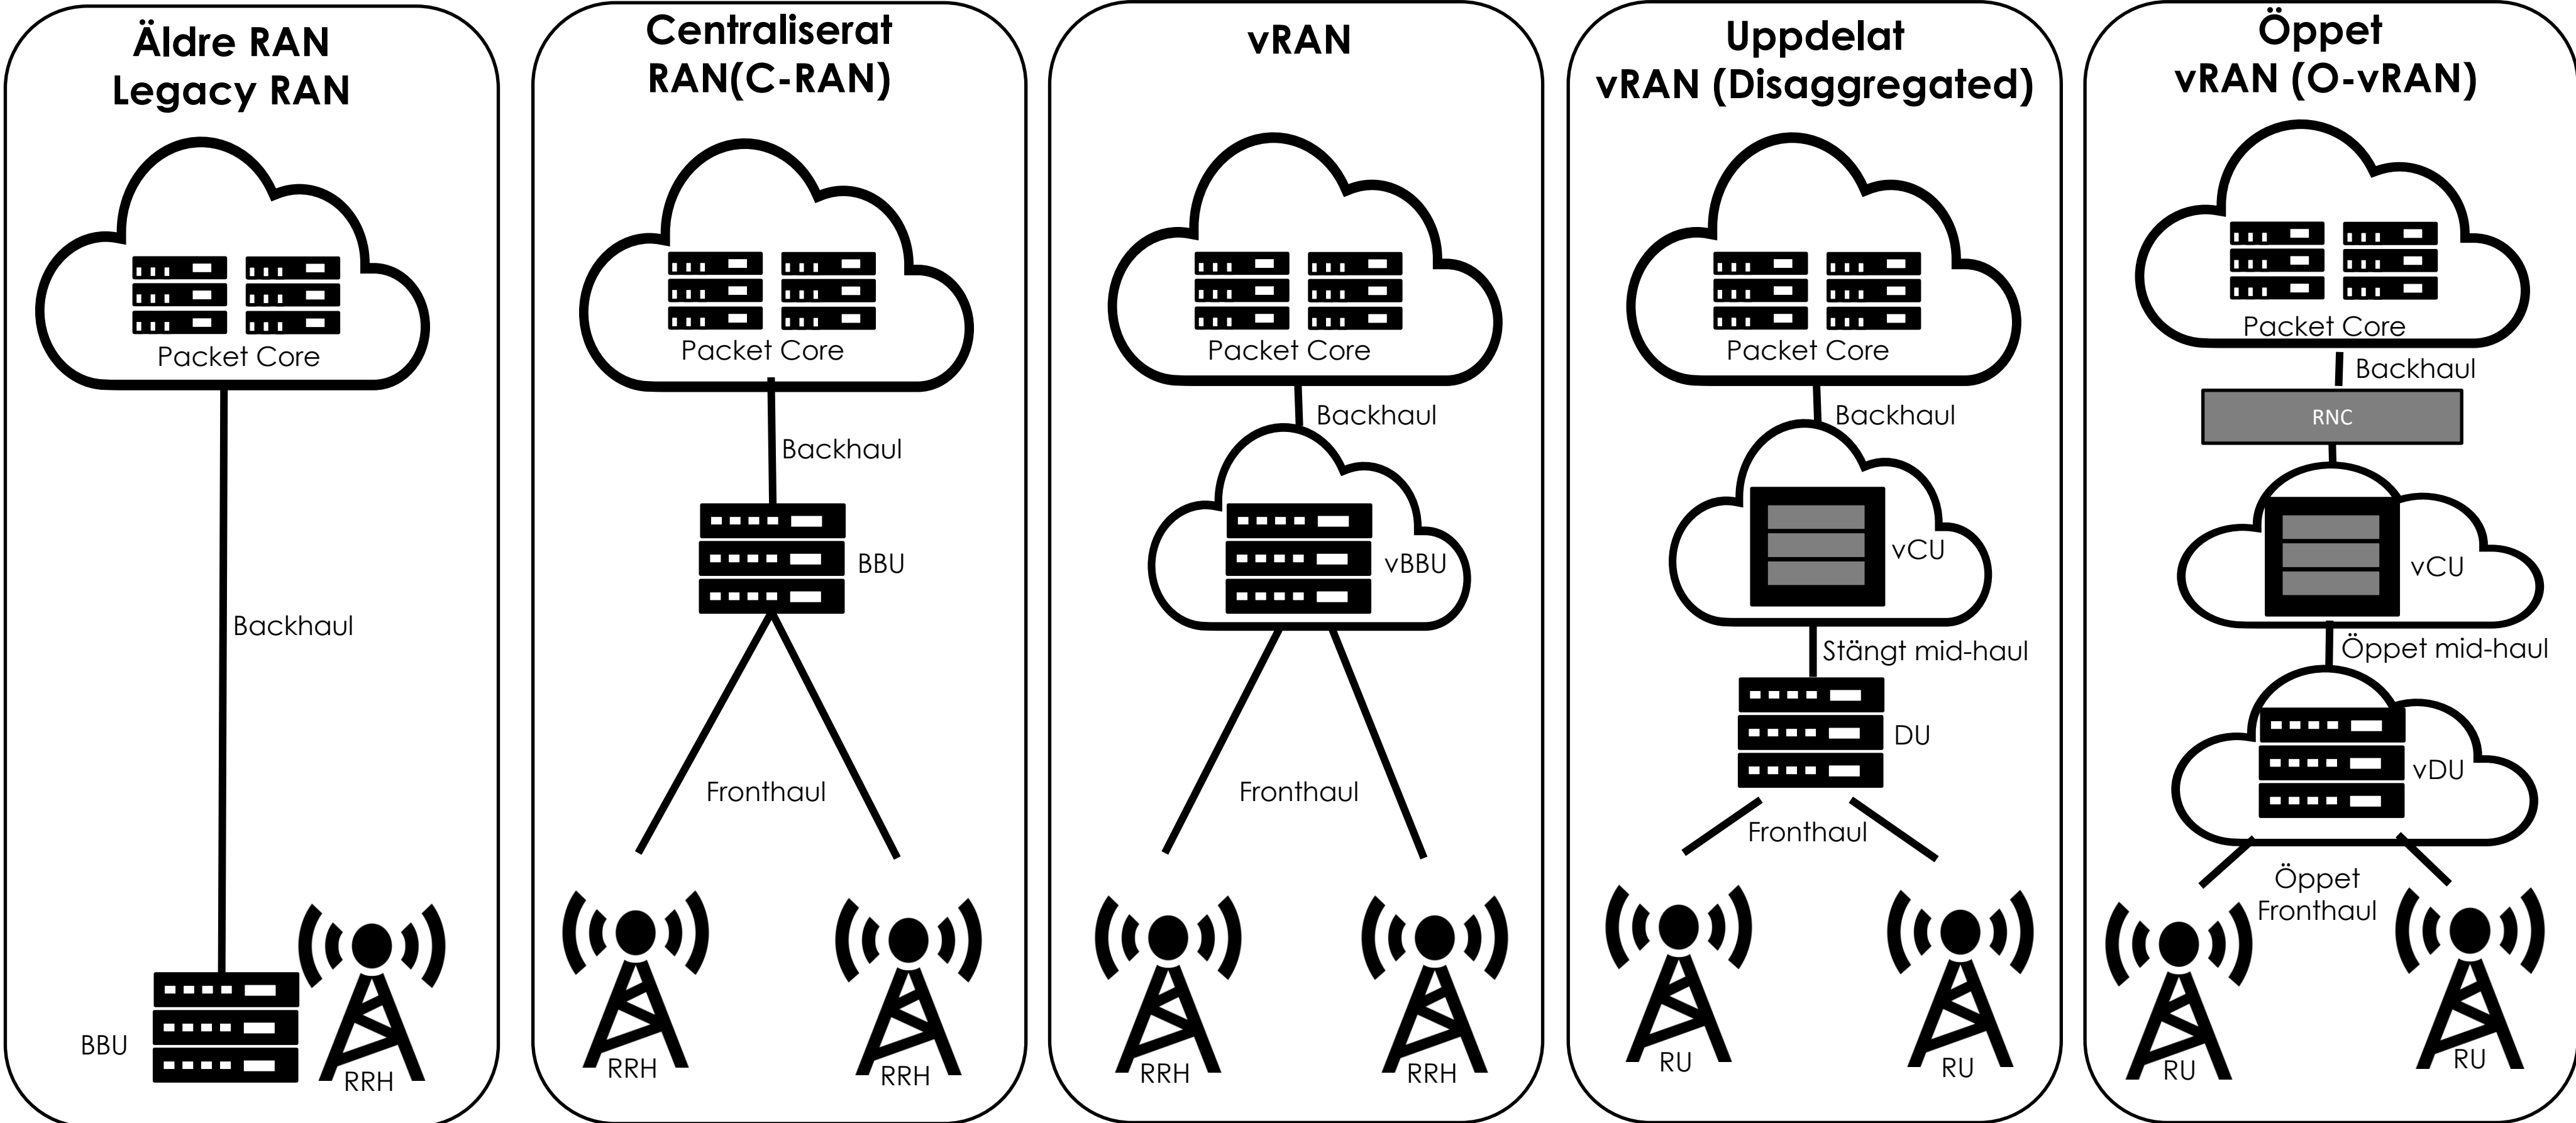 Äldre RAN
Legacy RAN
Packet Core
Backhaul
BBU
RRH
Centraliserat
RAN(C-RAN)
Packet Core
Backhaul
BBU
Fronthaul
RRH
RRH
vRAN
Packet Core
Backhaul
vBBU
Fronthaul
RRH
RRH
Uppdelat
vRAN (Disaggregated)
Packet Core
Backhaul
vCU
Stängt mid-haul
DU
Fronthaul
RU
RU
Öppet
vRAN (O-vRAN)
Packet Core
Backhaul
RNC
vCU
Öppet mid-haul
vDU
Öppet
Fronthaul
RU
RU